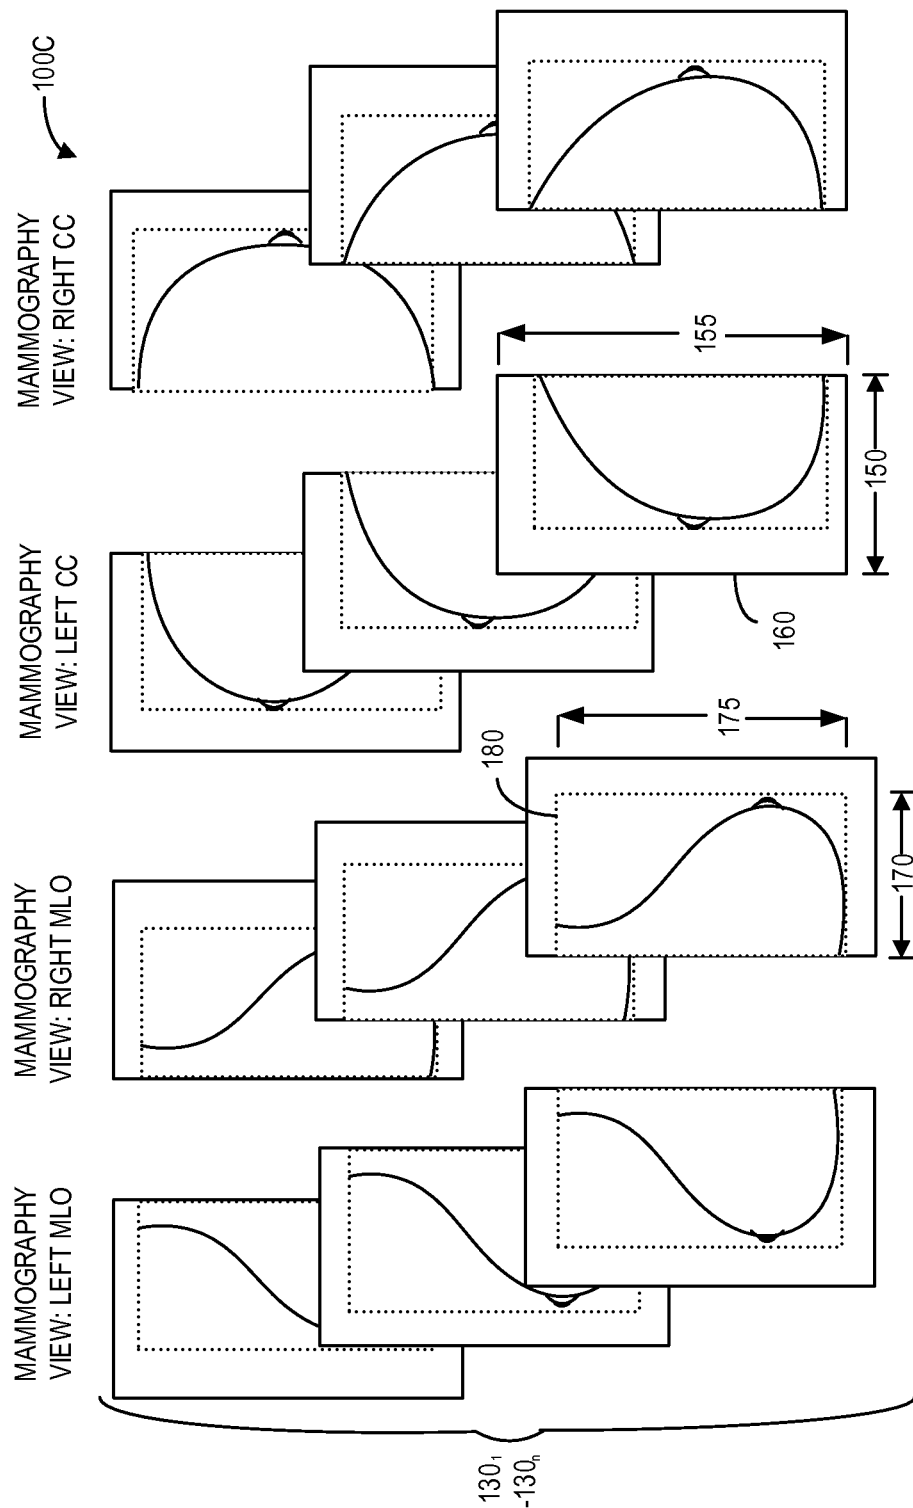 100C
MAMMOGRAPHY
VIEW: LEFT MLO
MAMMOGRAPHY
VIEW: RIGHT MLO
MAMMOGRAPHY
VIEW: LEFT CC
MAMMOGRAPHY
VIEW: RIGHT CC
130₁
-130ₙ
180
175
170
160
155
150